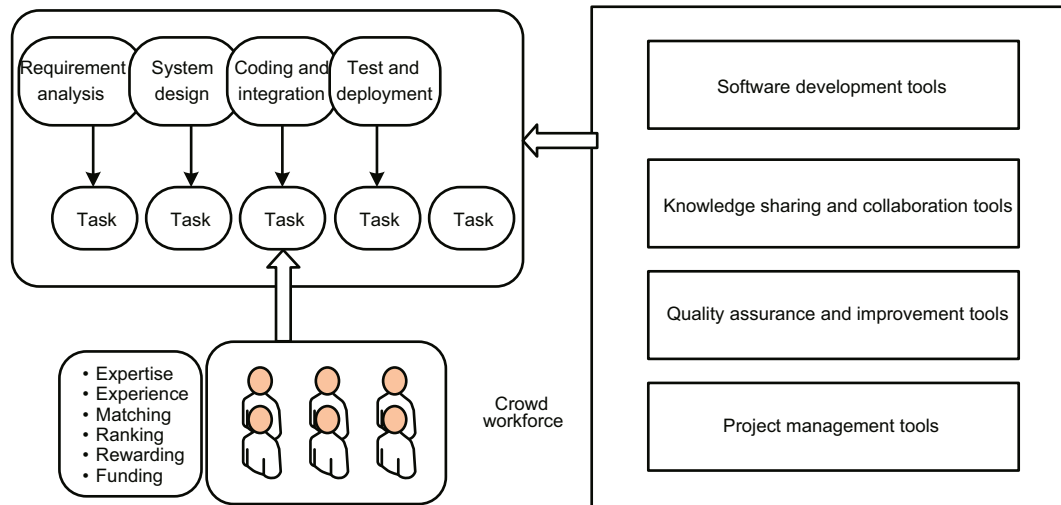 Requirement
analysis
System
design
Coding and
integration
Test and
deployment
Task
Task
Task
Task
Task
Software development tools
Knowledge sharing and collaboration tools
Quality assurance and improvement tools
Project management tools
• Expertise
• Experience
• Matching
• Ranking
• Rewarding
• Funding
Crowd
workforce